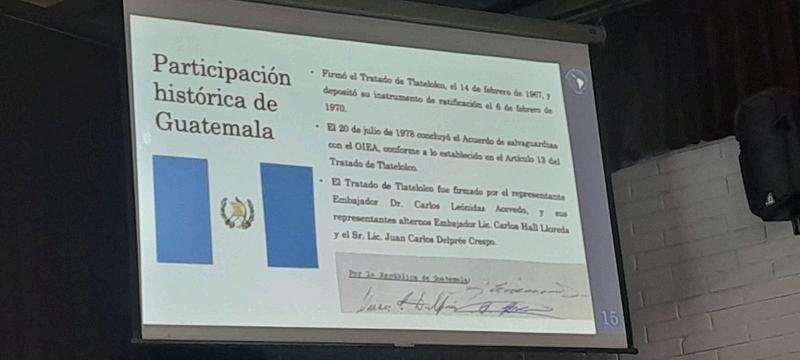 Participación
histórica de
Guatemala
• Firmó el Tratado de Tlatelolco, el 14 de febrero de 1967, y
depositó su instrumento de ratificación el 6 de febrero de
1970.
• El 20 de julio de 1978 concluyó el Acuerdo de salvaguardias
con el OIEA, conforme a lo establecido en el Artículo 13 del
Tratado de Tlatelolco.
• El Tratado de Tlatelolco fue firmado por el representante
Embajador Dr. Carlos Leónidas Acevedo, y sus
representantes alternos Embajador Lic. Carlos Hall Lloreda
y el Sr. Lic. Juan Carlos Delprée Crespo.
Por la República de Guatemala
15